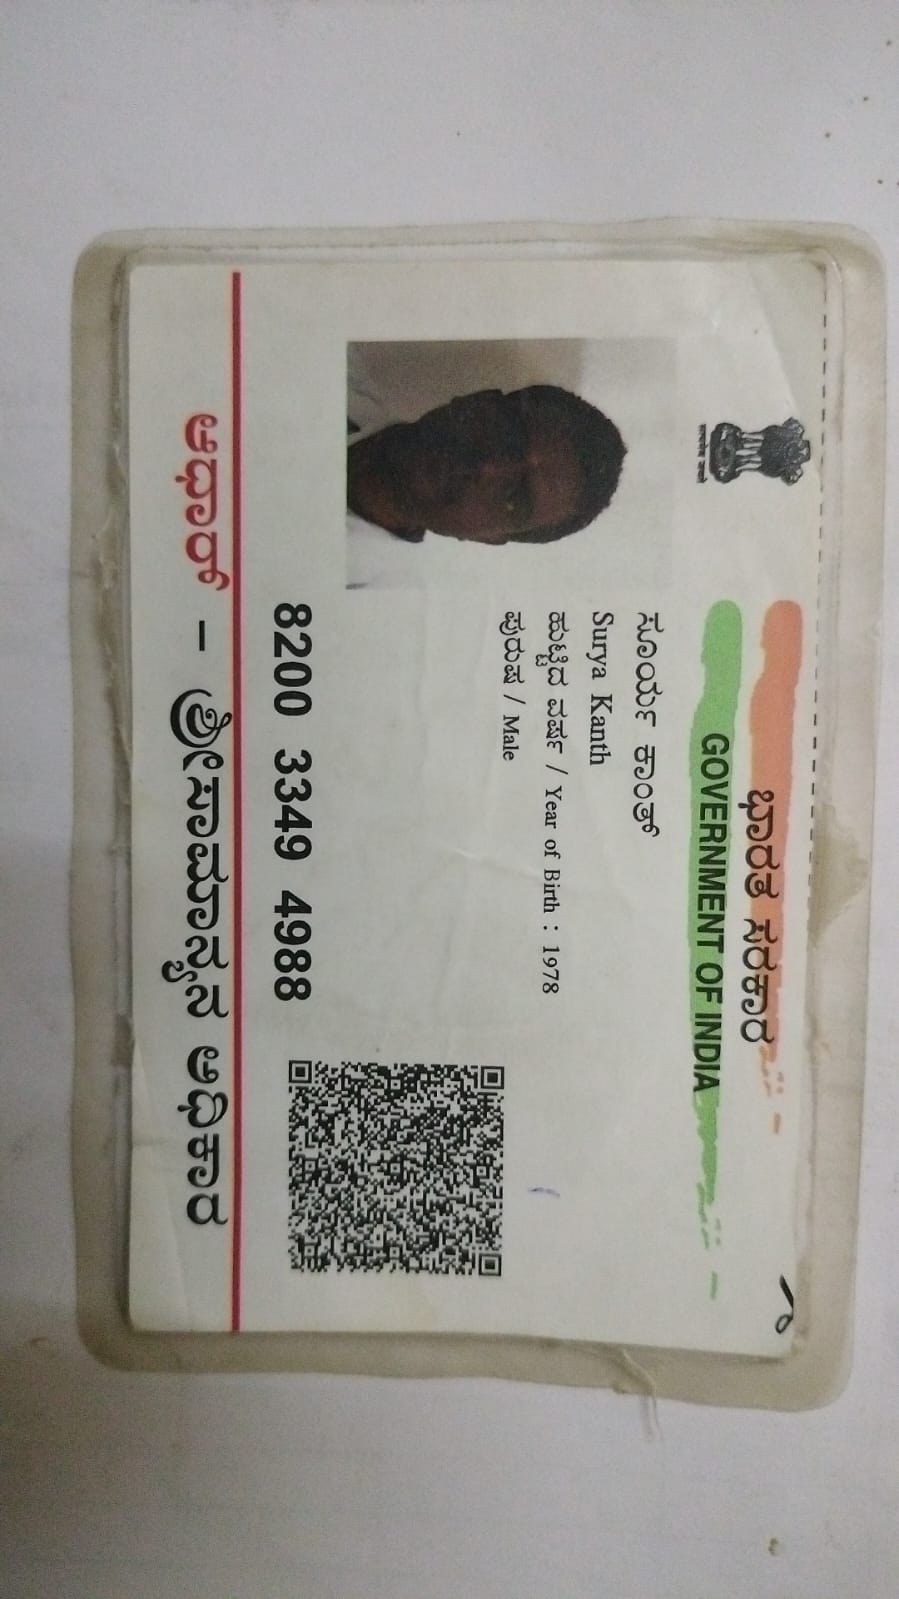 सत्यमेव जयते
ಭಾರತ ಸರಕಾರ
GOVERNMENT OF INDIA
ಸೂರ್ಯ ಕಾಂತ್
Surya Kanth
ಹುಟ್ಟಿದ ವರ್ಷ / Year of Birth : 1978
ಪುರುಷ / Male
8200 3349 4988
ಆಧಾರ್ – ಶ್ರೀಸಾಮಾನ್ಯನ ಅಧಿಕಾರ